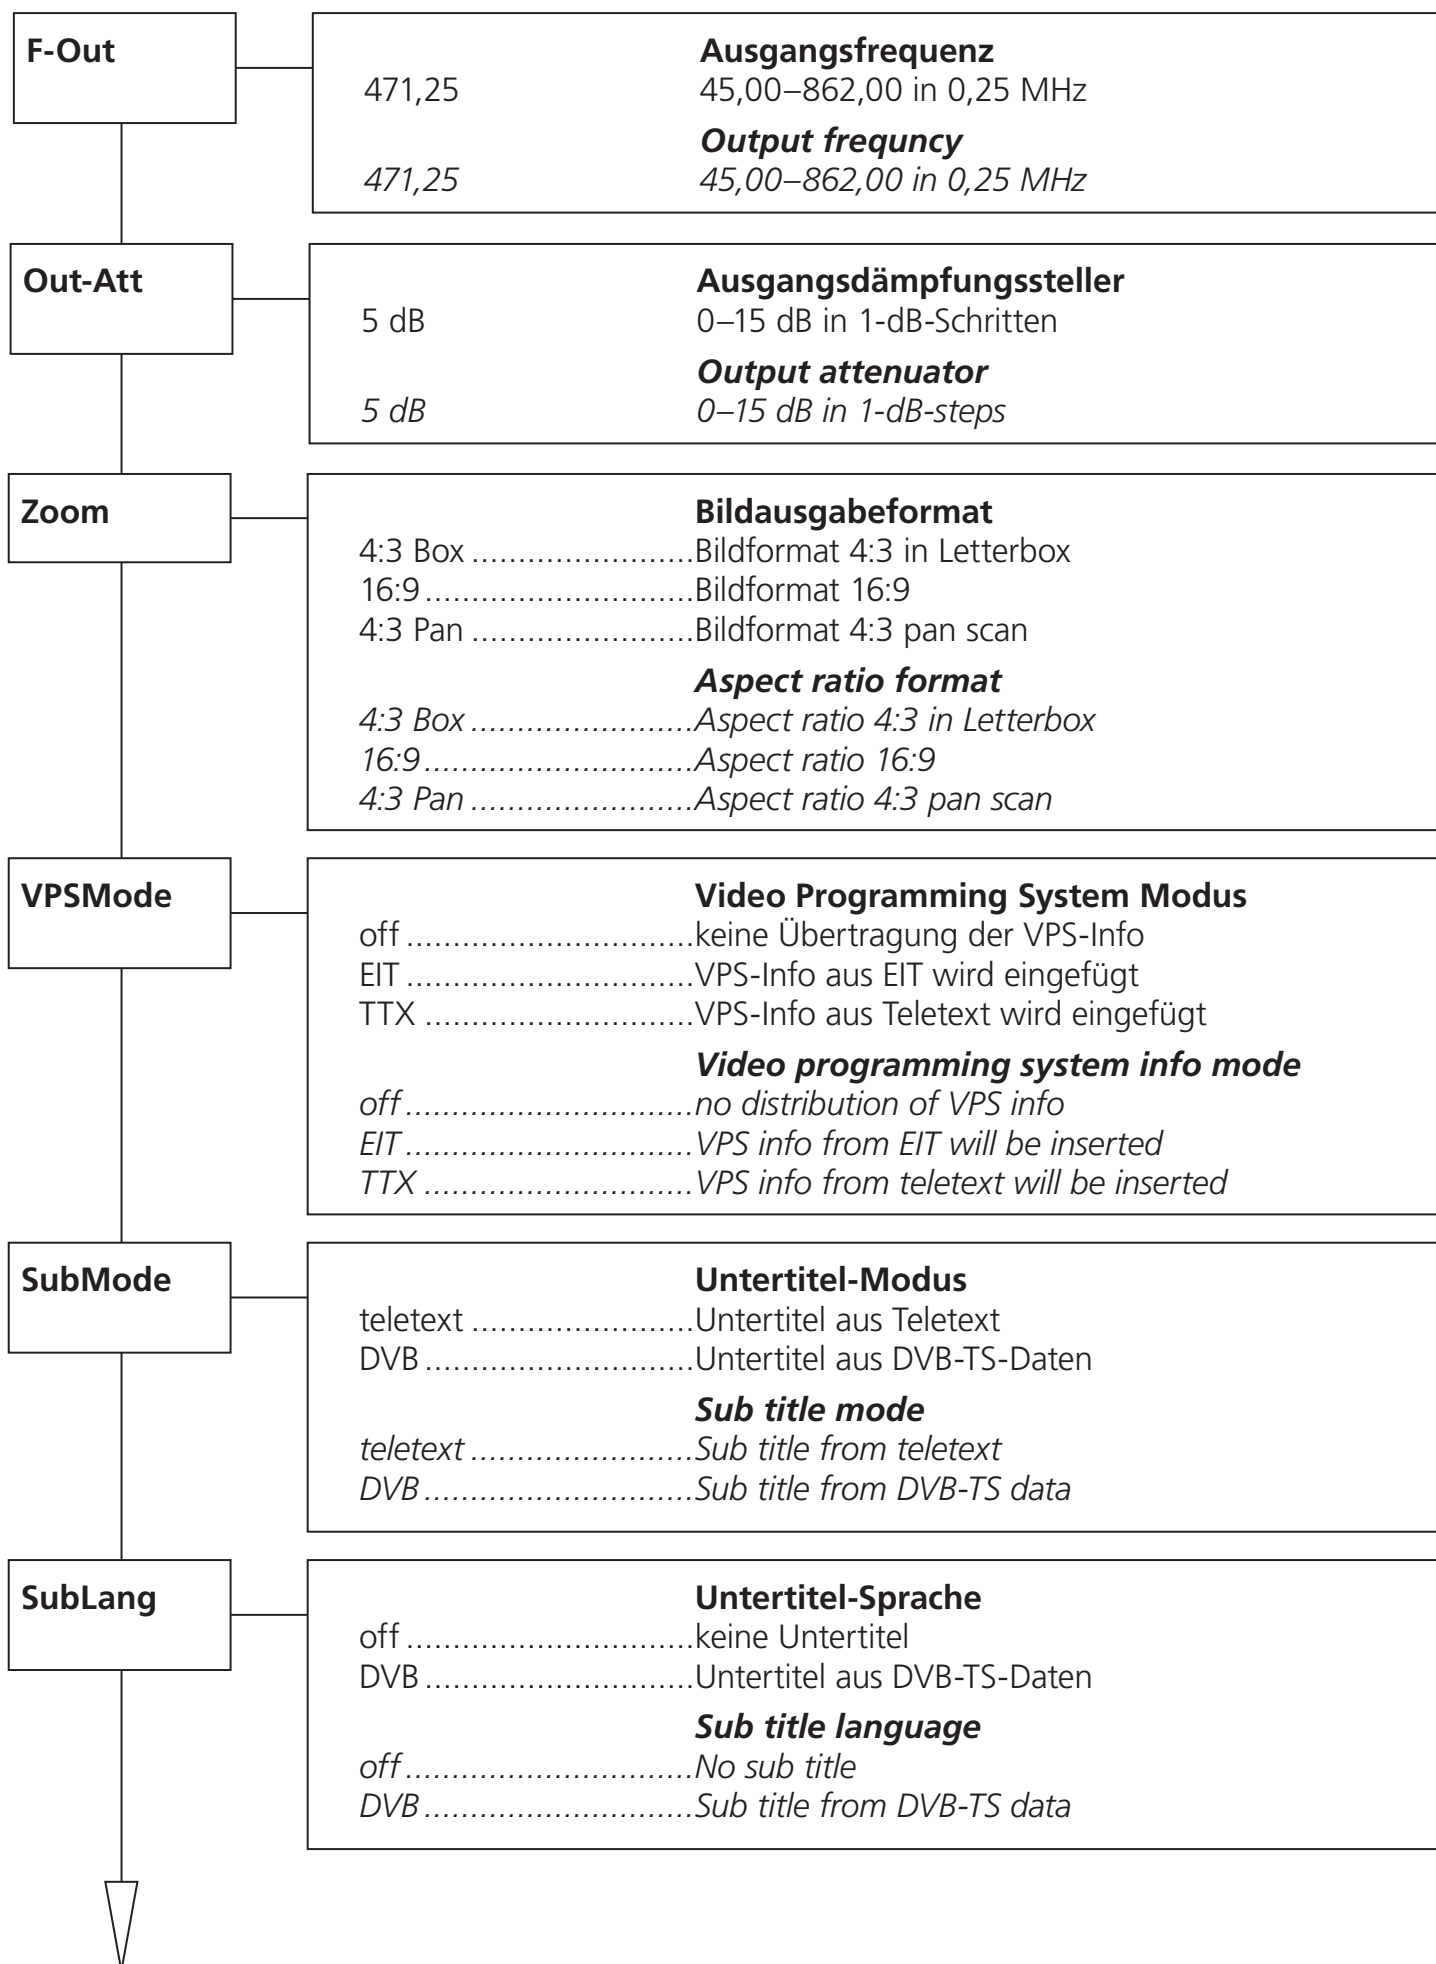 F-Out
Ausgangsfrequenz
471,25 45,00–862,00 in 0,25 MHz
Output frequncy
471,25 45,00–862,00 in 0,25 MHz
Out-Att
Ausgangsdämpfungssteller
5 dB 0–15 dB in 1-dB-Schritten
Output attenuator
5 dB 0–15 dB in 1-dB-steps
Zoom
Bildausgabeformat
4:3 Box ........................Bildformat 4:3 in Letterbox
16:9.............................Bildformat 16:9
4:3 Pan ........................Bildformat 4:3 pan scan
Aspect ratio format
4:3 Box ........................Aspect ratio 4:3 in Letterbox
16:9.............................Aspect ratio 16:9
4:3 Pan ........................Aspect ratio 4:3 pan scan
VPSMode
Video Programming System Modus
off ...............................keine Übertragung der VPS-Info
EIT ...............................VPS-Info aus EIT wird eingefügt
TTX .............................VPS-Info aus Teletext wird eingefügt
Video programming system info mode
off ...............................no distribution of VPS info
EIT ...............................VPS info from EIT will be inserted
TTX .............................VPS info from teletext will be inserted
SubMode
Untertitel-Modus
teletext ........................Untertitel aus Teletext
DVB .............................Untertitel aus DVB-TS-Daten
Sub title mode
teletext ........................Sub title from teletext
DVB .............................Sub title from DVB-TS data
SubLang
Untertitel-Sprache
off ...............................keine Untertitel
DVB .............................Untertitel aus DVB-TS-Daten
Sub title language
off ...............................No sub title
DVB .............................Sub title from DVB-TS data